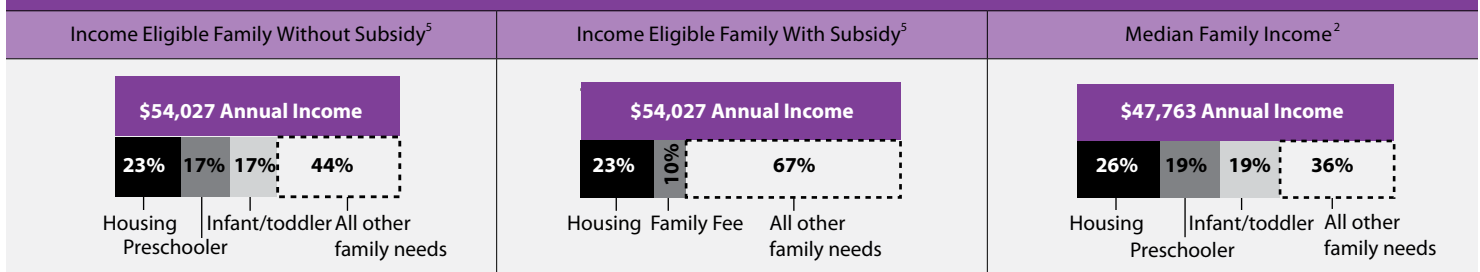 Income Eligible Family Without Subsidy5
Income Eligible Family With Subsidy5
Median Family Income2
$54,027 Annual Income
23% 17% 17% 44%
Housing Infant/toddler All other
Preschooler family needs
$54,027 Annual Income
23% 10% 67%
Housing Family Fee All other
family needs
$47,763 Annual Income
26% 19% 19% 36%
Housing Infant/toddler All other
Preschooler family needs